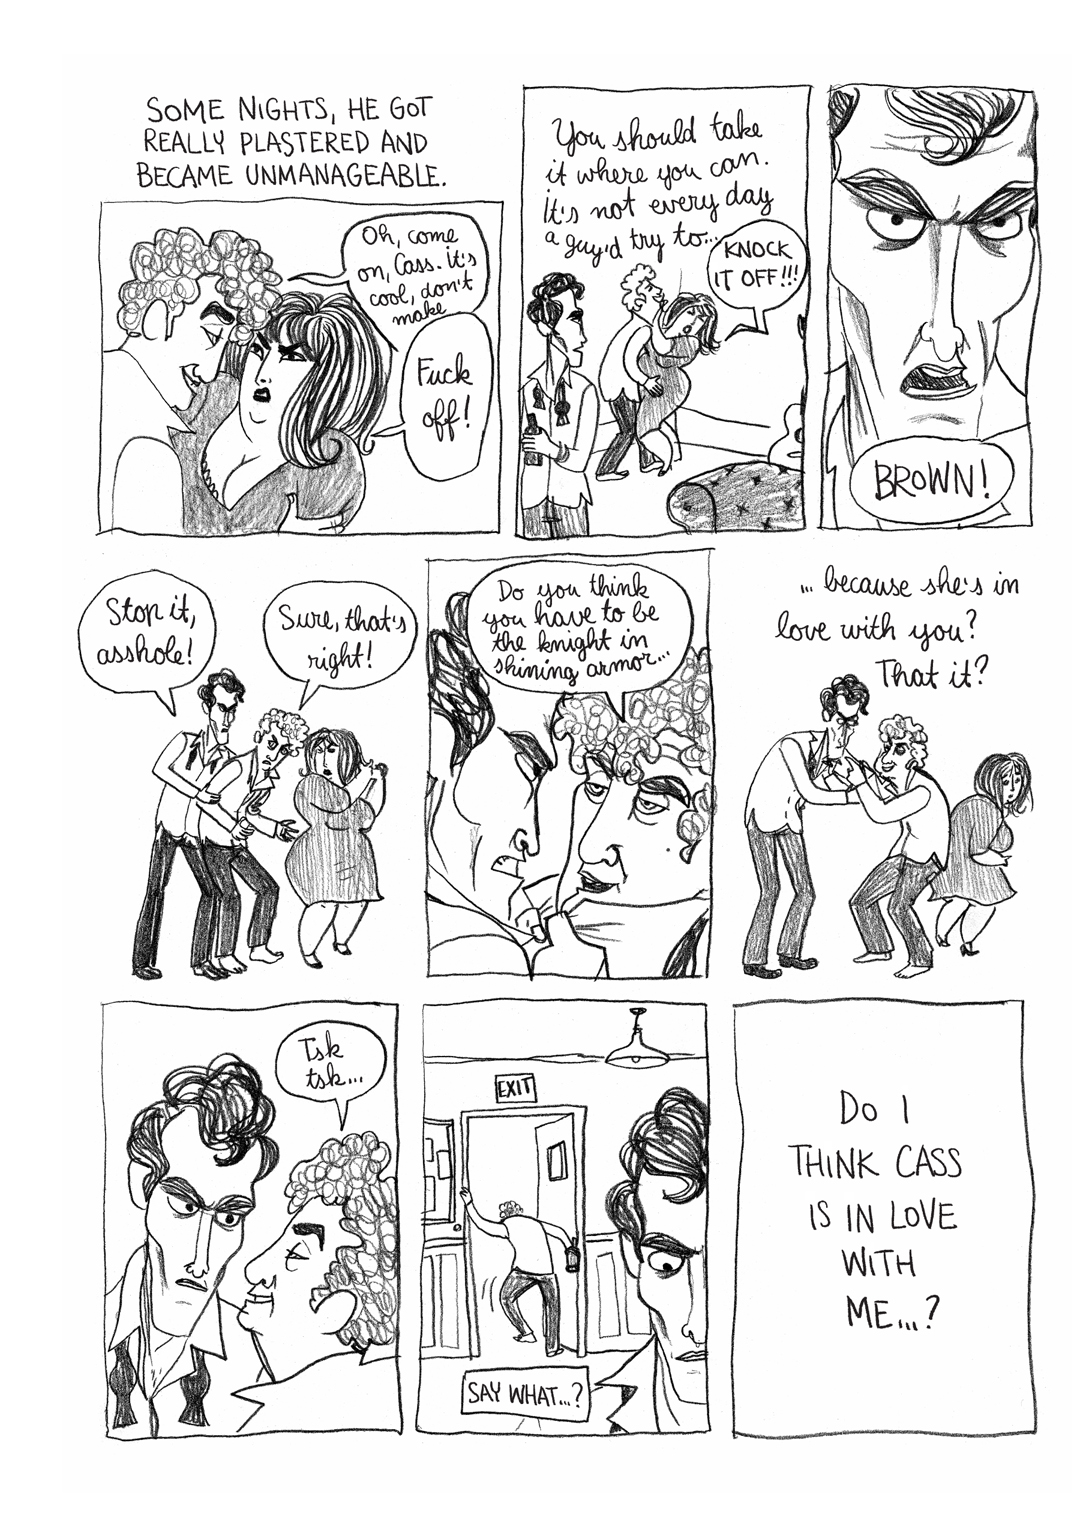 SOME NIGHTS, HE GOT
REALLY PLASTERED AND
BECAME UNMANAGEABLE.
Oh, come
on, Cass. It's
cool, don't
make
Fuck
off!
You should take
it where you can.
It's not every day
a guy'd try to...
KNOCK
IT OFF!!!
BROWN!
Stop it,
asshole!
Sure, that's
right!
Do you think
you have to be
the knight in
shining armor...
... because she's in
love with you?
That it?
Tsk
tsk...
EXIT
SAY WHAT...?
DO I
THINK CASS
IS IN LOVE
WITH
ME...?